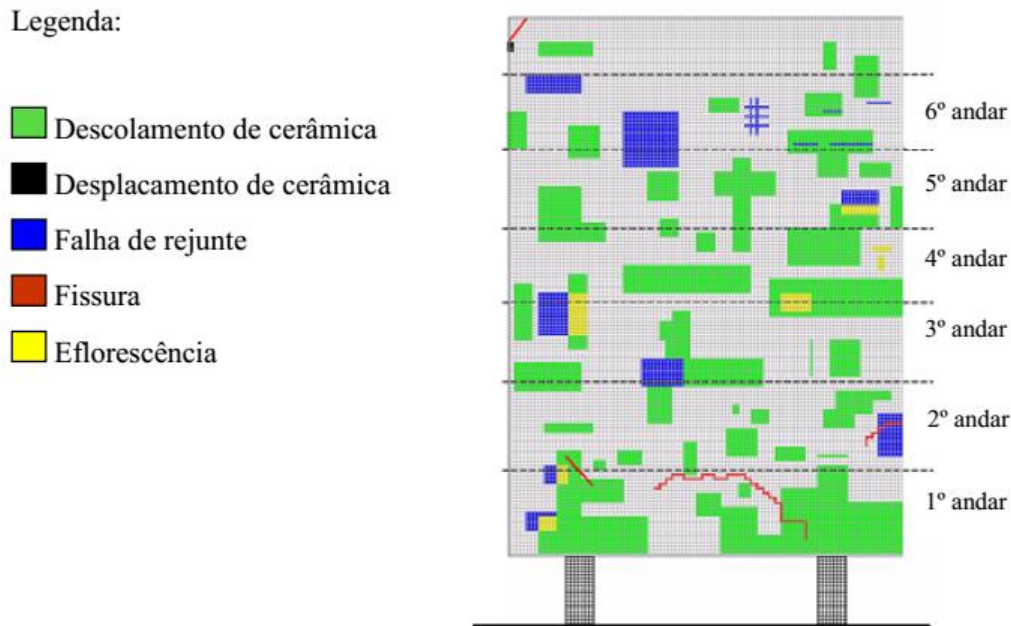 Legenda:
Descolamento de cerâmica
Desplacamento de cerâmica
Falha de rejunte
Fissura
Eflorescência
6º andar
5º andar
4º andar
3º andar
2º andar
1º andar